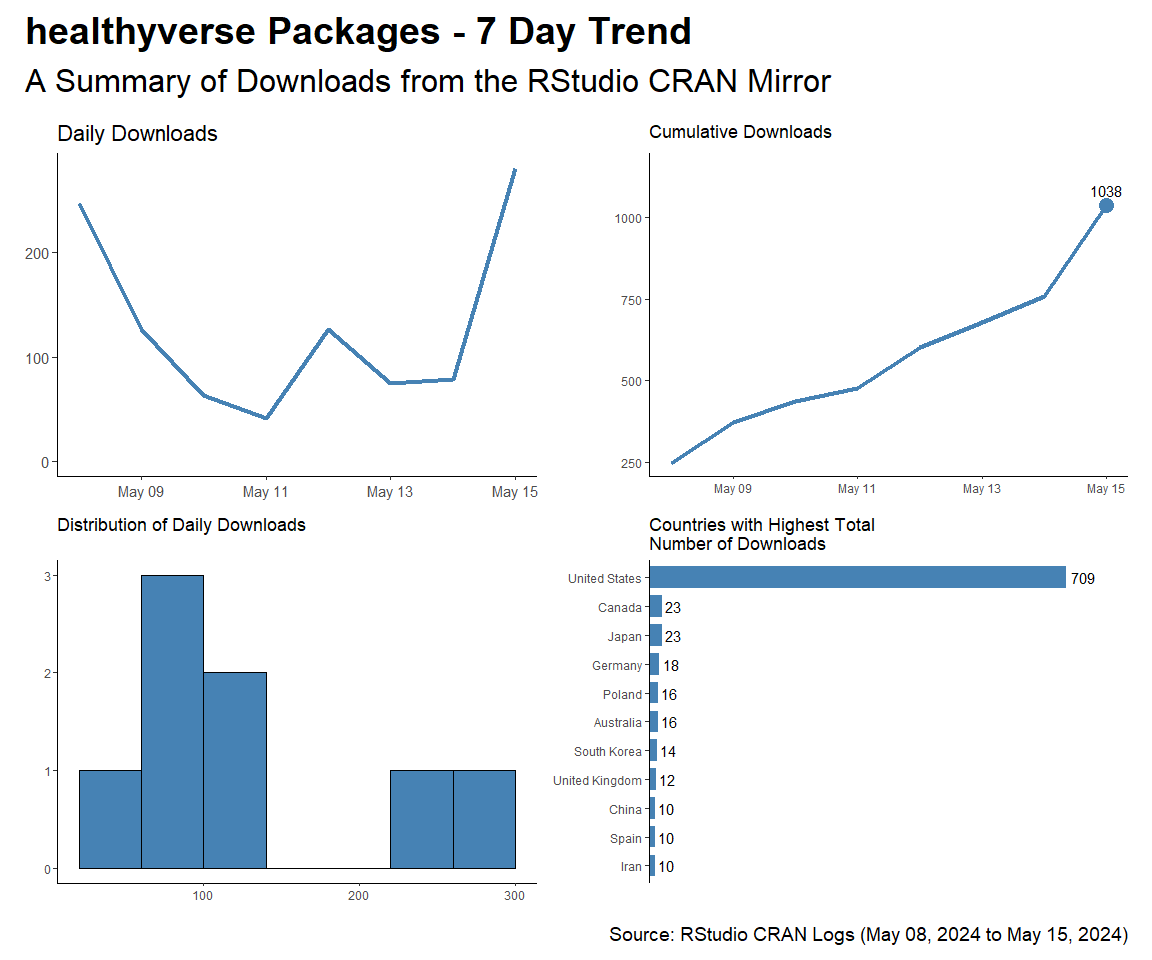 healthyverse Packages - 7 Day Trend
A Summary of Downloads from the RStudio CRAN Mirror
Daily Downloads
200
100
0
May 09 May 11 May 13 May 15
Cumulative Downloads
1038
1000
750
500
250
May 09 May 11 May 13 May 15
Distribution of Daily Downloads
3
2
1
0
100 200 300
Countries with Highest Total
Number of Downloads
United States 709
Canada 23
Japan 23
Germany 18
Poland 16
Australia 16
South Korea 14
United Kingdom 12
China 10
Spain 10
Iran 10
Source: RStudio CRAN Logs (May 08, 2024 to May 15, 2024)